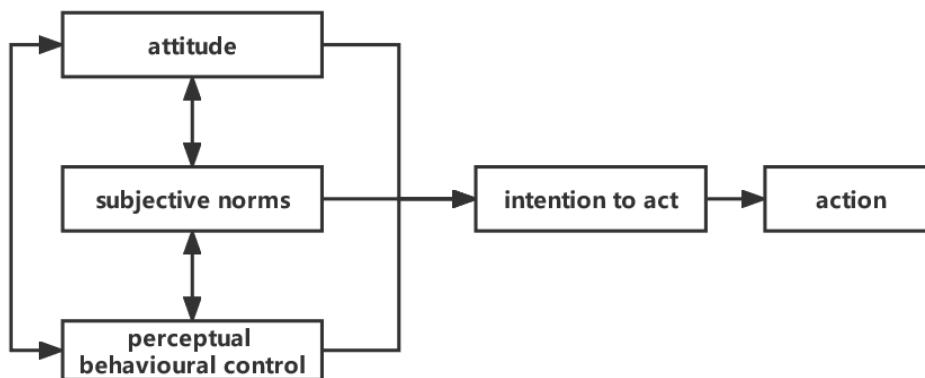 attitude
subjective norms
intention to act
action
perceptual
behavioural control